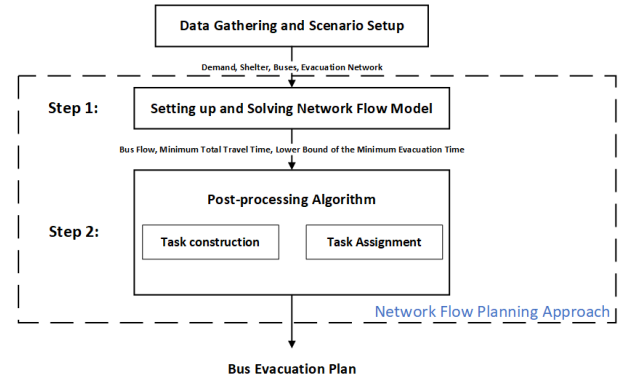 Data Gathering and Scenario Setup
Demand, Shelter, Buses, Evacuation Network
Step 1:
Setting up and Solving Network Flow Model
Bus Flow, Minimum Total Travel Time, Lower Bound of the Minimum Evacuation Time
Post-processing Algorithm
Step 2:
Task construction
Task Assignment
Network Flow Planning Approach
Bus Evacuation Plan